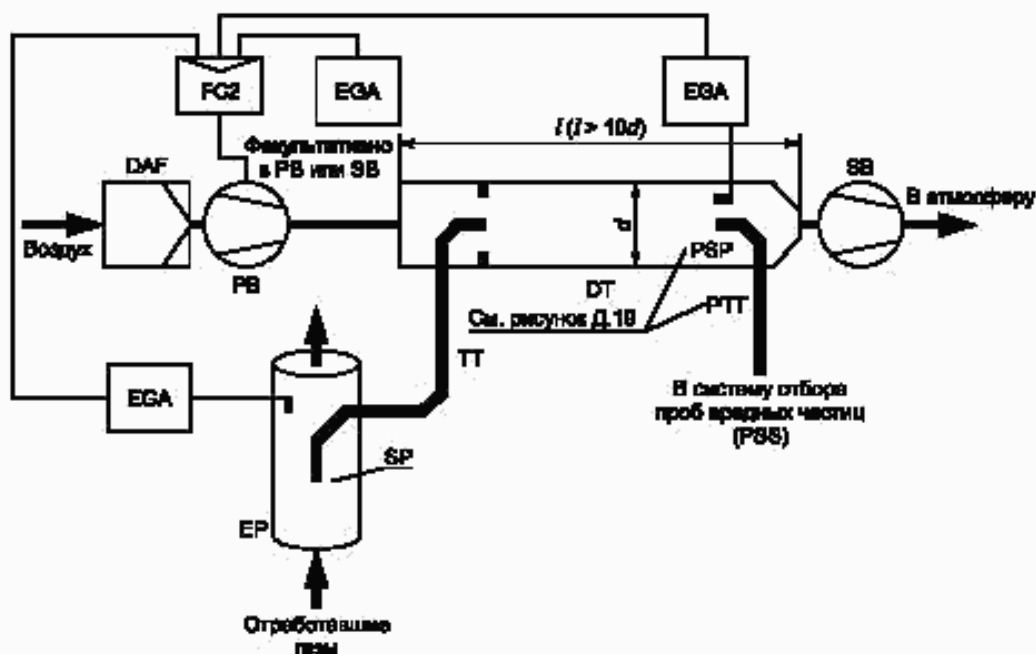 FC2
EGA
EGA
l (l > 10d)
Факультативно
в PB или SB
DAF
SB
В атмосферу
Воздух
d
PSP
PB
DT
PTT
См. рисунок Д.18
TT
EGA
В систему отбора
проб вредных частиц
(PSS)
SP
EP
Отработавшие
газы